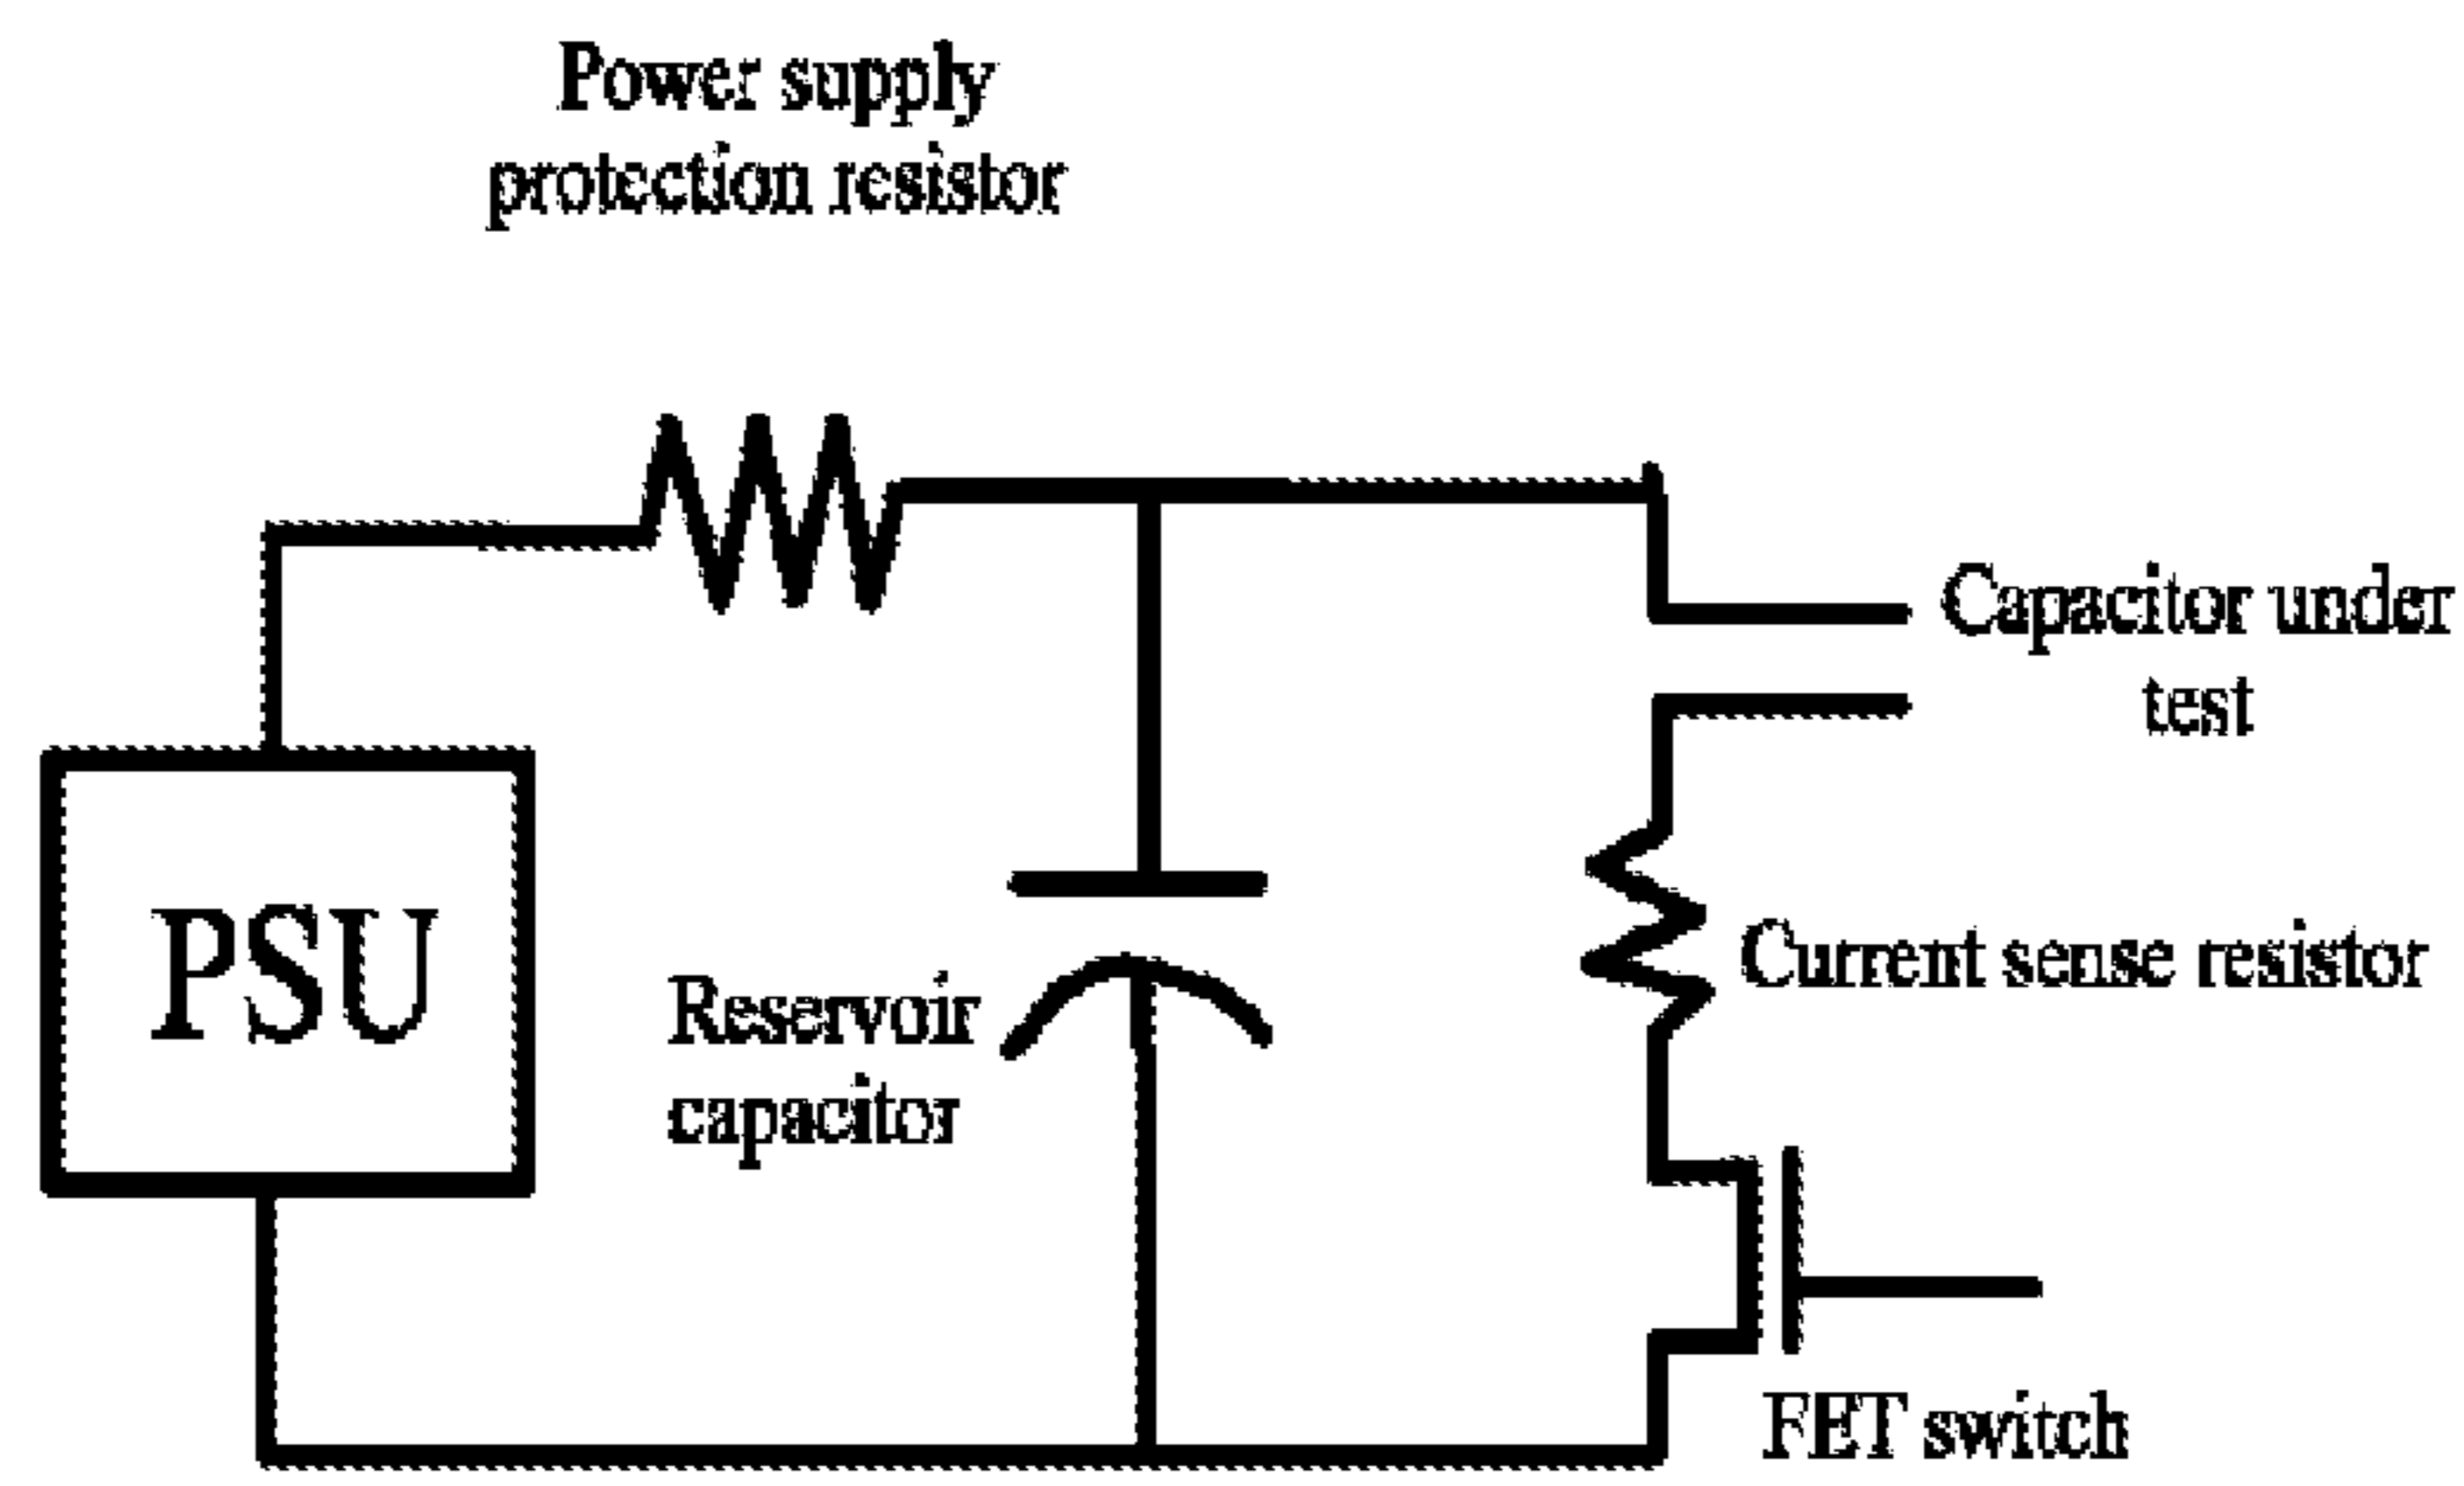 Power supply
protection resistor
Capacitor under
test
PSU
Reservoir
capacitor
Current sense resistor
FET switch